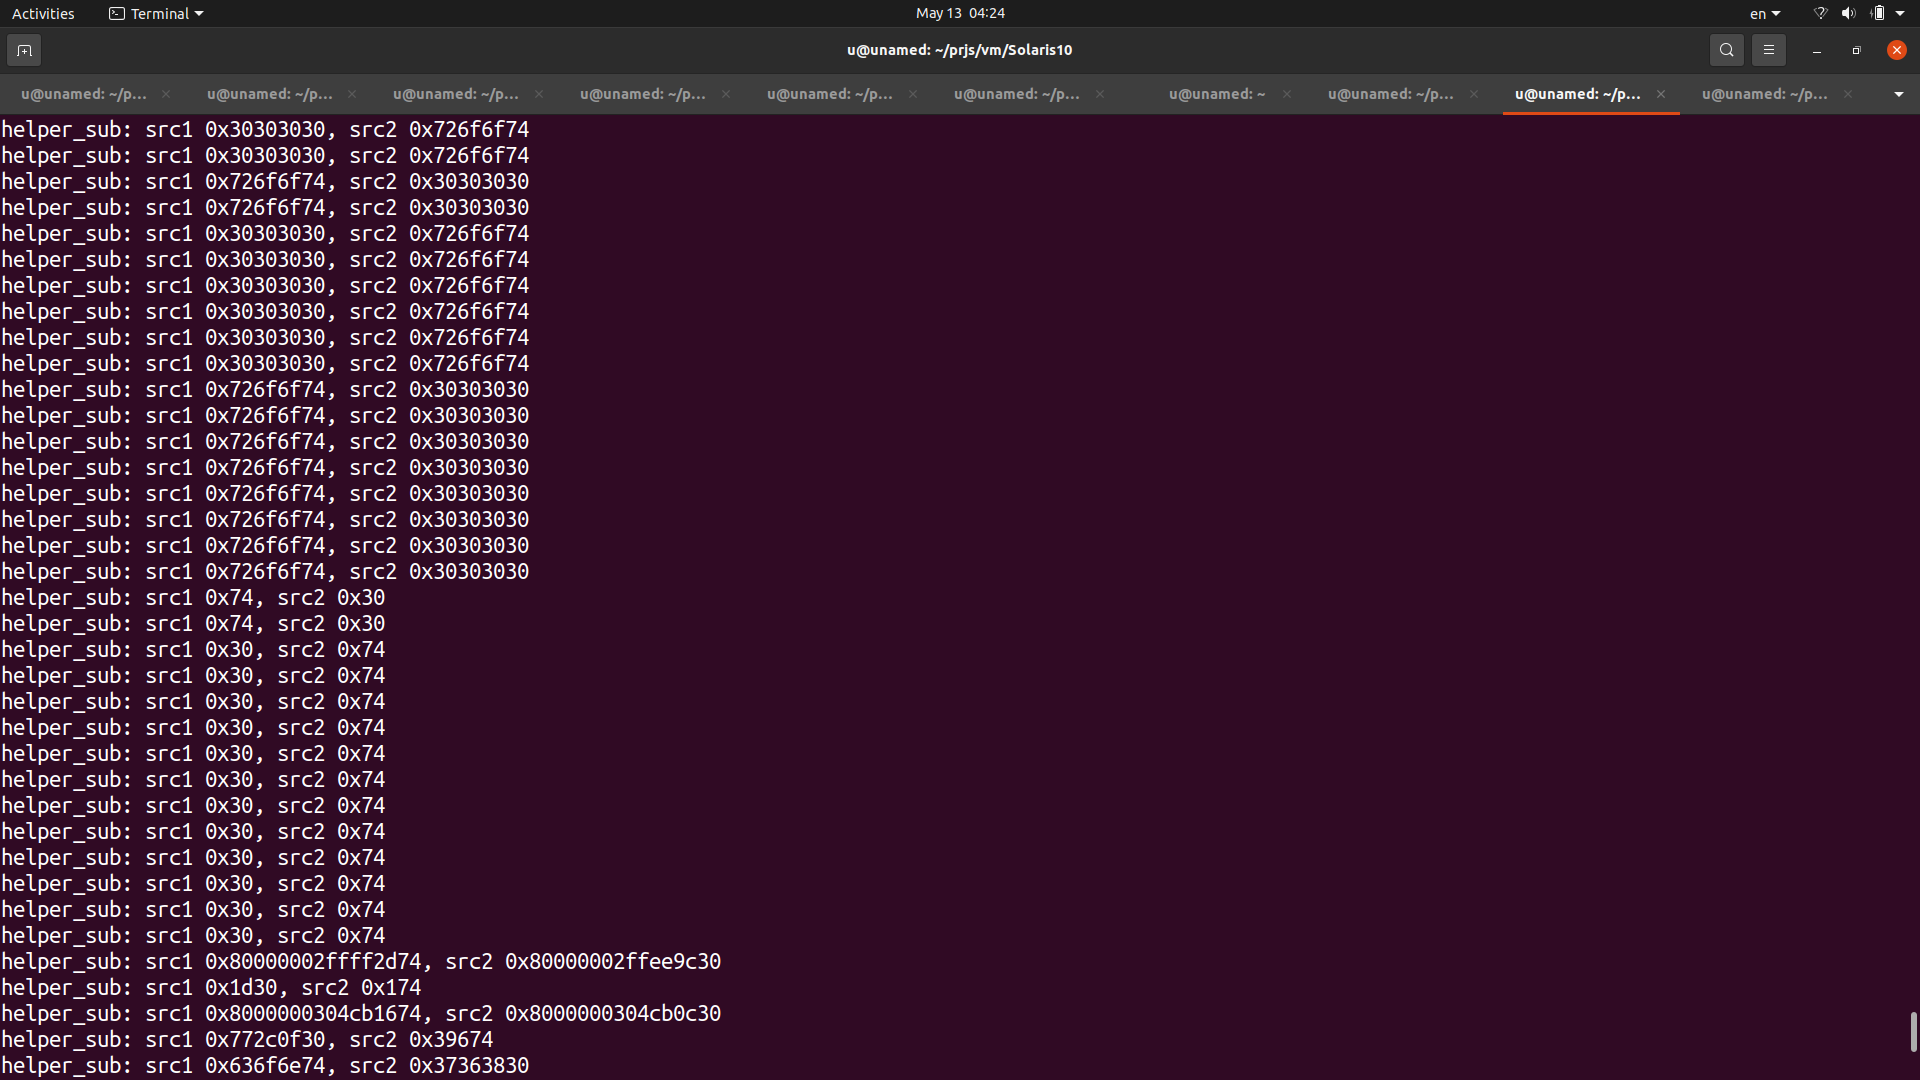 Activities Terminal May 13 04:24 en
u@unamed: ~/prjs/vm/Solaris10
u@unamed: ~/p... u@unamed: ~/p... u@unamed: ~/p... u@unamed: ~/p... u@unamed: ~/p... u@unamed: ~/p... u@unamed: ~ u@unamed: ~/p... u@unamed: ~/p... u@unamed: ~/p...
helper_sub: src1 0x30303030, src2 0x726f6f74
helper_sub: src1 0x30303030, src2 0x726f6f74
helper_sub: src1 0x726f6f74, src2 0x30303030
helper_sub: src1 0x726f6f74, src2 0x30303030
helper_sub: src1 0x30303030, src2 0x726f6f74
helper_sub: src1 0x30303030, src2 0x726f6f74
helper_sub: src1 0x30303030, src2 0x726f6f74
helper_sub: src1 0x30303030, src2 0x726f6f74
helper_sub: src1 0x30303030, src2 0x726f6f74
helper_sub: src1 0x30303030, src2 0x726f6f74
helper_sub: src1 0x726f6f74, src2 0x30303030
helper_sub: src1 0x726f6f74, src2 0x30303030
helper_sub: src1 0x726f6f74, src2 0x30303030
helper_sub: src1 0x726f6f74, src2 0x30303030
helper_sub: src1 0x726f6f74, src2 0x30303030
helper_sub: src1 0x726f6f74, src2 0x30303030
helper_sub: src1 0x726f6f74, src2 0x30303030
helper_sub: src1 0x726f6f74, src2 0x30303030
helper_sub: src1 0x74, src2 0x30
helper_sub: src1 0x74, src2 0x30
helper_sub: src1 0x30, src2 0x74
helper_sub: src1 0x30, src2 0x74
helper_sub: src1 0x30, src2 0x74
helper_sub: src1 0x30, src2 0x74
helper_sub: src1 0x30, src2 0x74
helper_sub: src1 0x30, src2 0x74
helper_sub: src1 0x30, src2 0x74
helper_sub: src1 0x30, src2 0x74
helper_sub: src1 0x30, src2 0x74
helper_sub: src1 0x30, src2 0x74
helper_sub: src1 0x30, src2 0x74
helper_sub: src1 0x30, src2 0x74
helper_sub: src1 0x80000002ffff2d74, src2 0x80000002ffee9c30
helper_sub: src1 0x1d30, src2 0x174
helper_sub: src1 0x8000000304cb1674, src2 0x8000000304cb0c30
helper_sub: src1 0x772c0f30, src2 0x39674
helper_sub: src1 0x636f6e74, src2 0x37363830